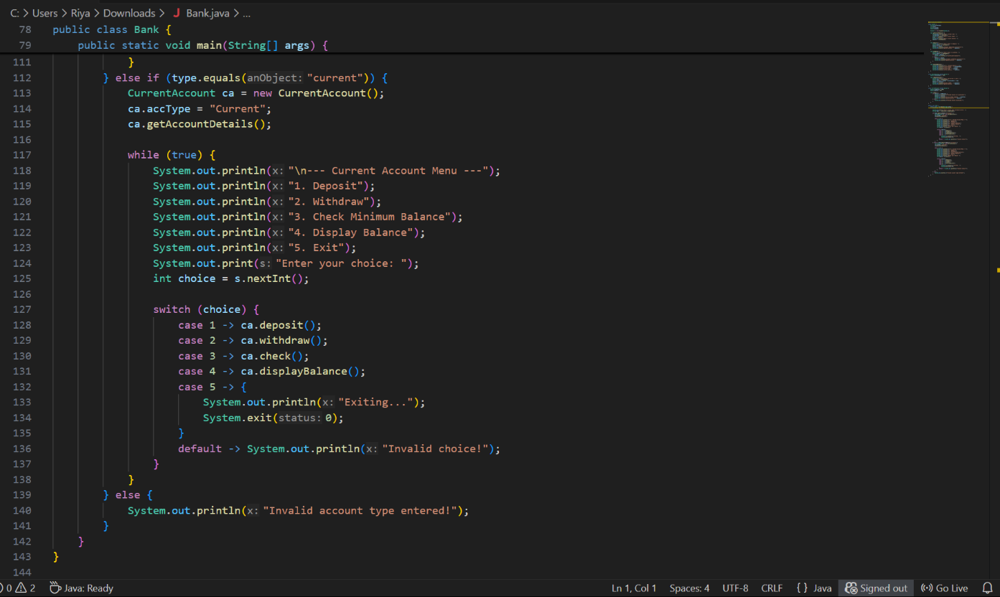 C: > Users > Riya > Downloads > J Bank.java > ...
78 public class Bank {
79 public static void main(String[] args) {
111 }
112 } else if (type.equals(anObject: "current")) {
113 CurrentAccount ca = new CurrentAccount();
114 ca.accType = "Current";
115 ca.getAccountDetails();
116
117 while (true) {
118 System.out.println(x: "\n--- Current Account Menu ---");
119 System.out.println(x: "1. Deposit");
120 System.out.println(x: "2. Withdraw");
121 System.out.println(x: "3. Check Minimum Balance");
122 System.out.println(x: "4. Display Balance");
123 System.out.println(x: "5. Exit");
124 System.out.print(s: "Enter your choice: ");
125 int choice = s.nextInt();
126
127 switch (choice) {
128 case 1 -> ca.deposit();
129 case 2 -> ca.withdraw();
130 case 3 -> ca.check();
131 case 4 -> ca.displayBalance();
132 case 5 -> {
133 System.out.println(x: "Exiting...");
134 System.exit(status: 0);
135 }
136 default -> System.out.println(x: "Invalid choice!");
137 }
138 }
139 } else {
140 System.out.println(x: "Invalid account type entered!");
141 }
142 }
143 }
144
0 2 Java: Ready Ln 1, Col 1 Spaces: 4 UTF-8 CRLF { } Java Signed out Go Live